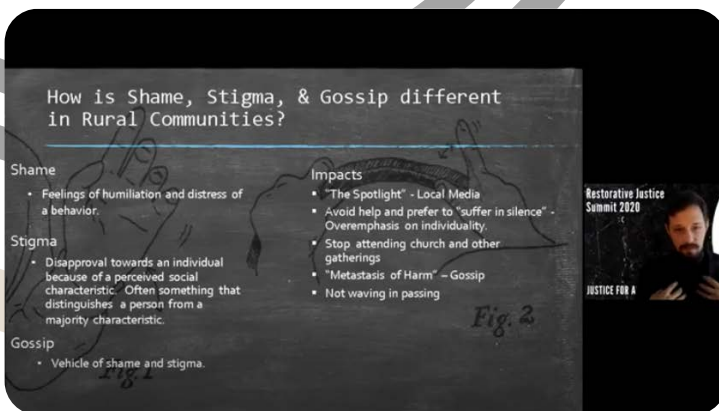 How is Shame, Stigma, & Gossip different
in Rural Communities?
Shame
▪ Feelings of humiliation and distress of
a behavior.
Stigma
▪ Disapproval towards an individual
because of a perceived social
characteristic. Often something that
distinguishes a person from a
majority characteristic.
Gossip
▪ Vehicle of shame and stigma.
Impacts
▪ "The Spotlight" - Local Media
▪ Avoid help and prefer to "suffer in silence" -
Overemphasis on individuality.
▪ Stop attending church and other
gatherings
▪ "Metastasis of Harm" – Gossip
▪ Not waving in passing
Fig. 1
Fig. 2
Restorative Justice
Summit 2020
JUSTICE FOR A